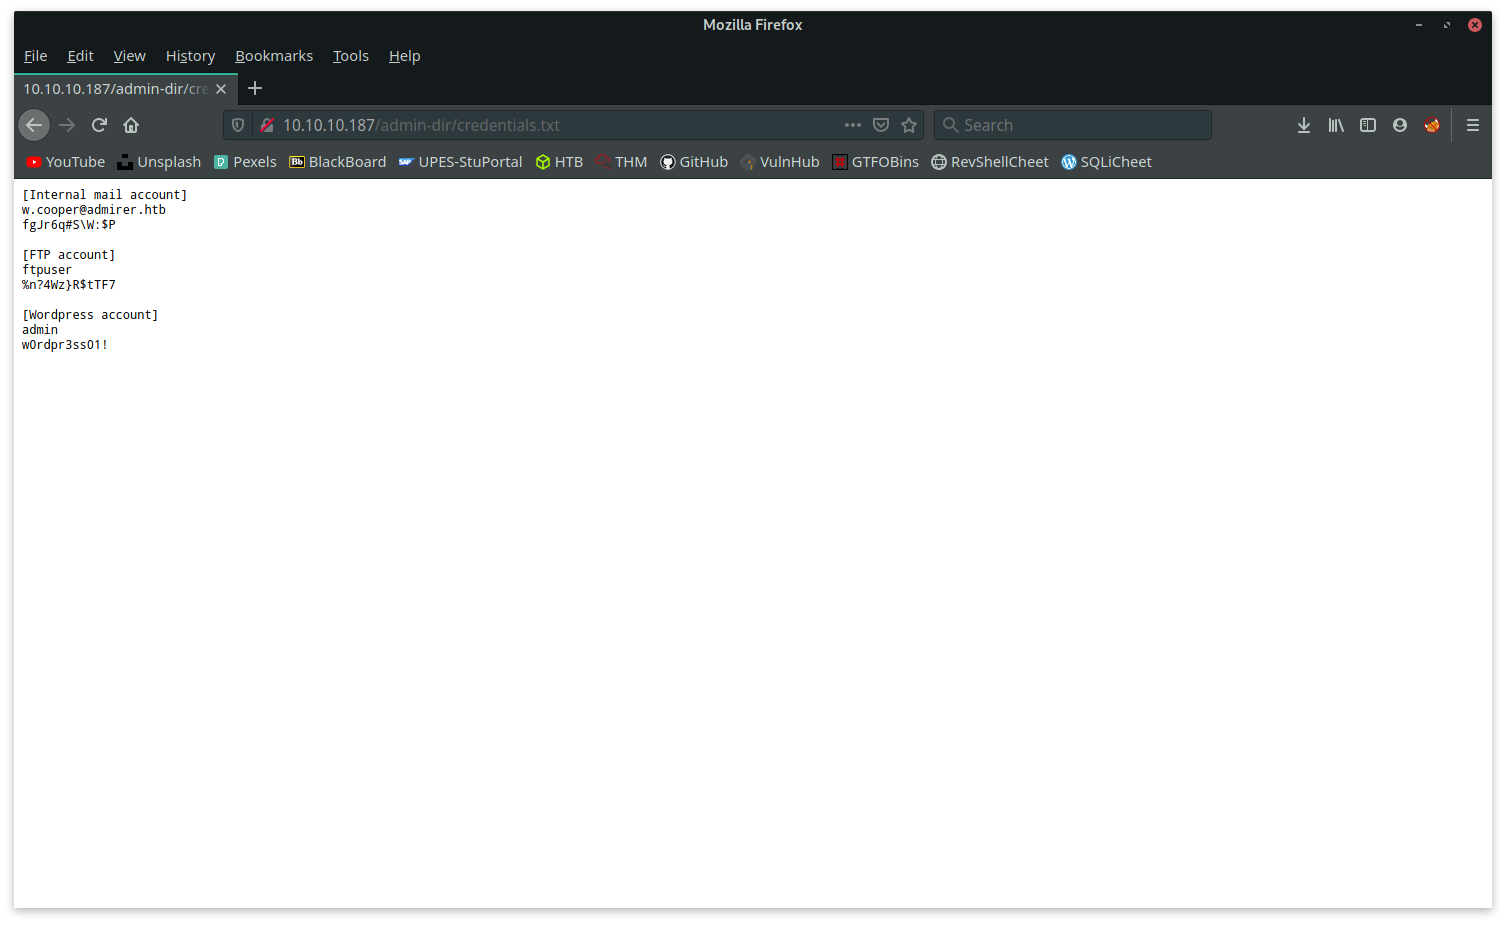 Mozilla Firefox
File Edit View History Bookmarks Tools Help
10.10.10.187/admin-dir/cre
10.10.10.187/admin-dir/credentials.txt
Search
YouTube Unsplash Pexels Bb BlackBoard SAP UPES-StuPortal HTB THM GitHub VulnHub GTFOBins RevShellCheet SQLiCheet
[Internal mail account]
w.cooper@admirer.htb
fgJr6q#S\W:$P
[FTP account]
ftpuser
%n?4Wz}R$tTF7
[Wordpress account]
admin
w0rdpr3ss01!